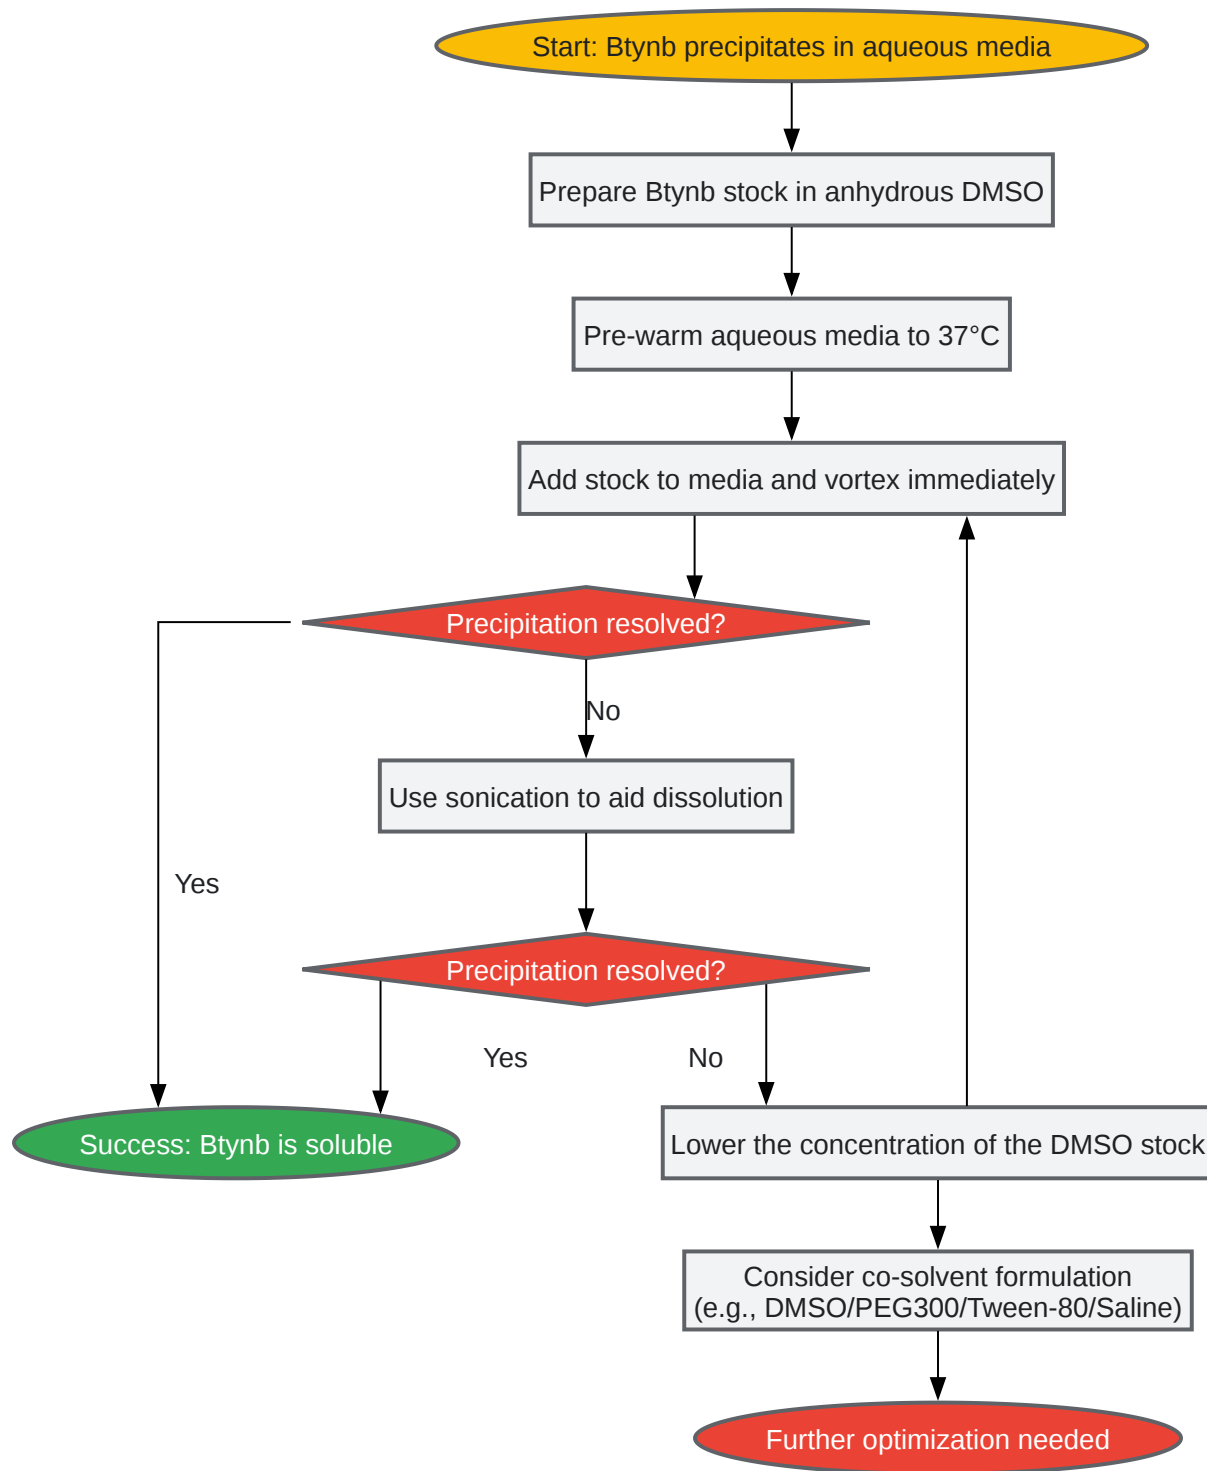 Start: Btynb precipitates in aqueous media
Prepare Btynb stock in anhydrous DMSO
Pre-warm aqueous media to 37°C
Add stock to media and vortex immediately
Precipitation resolved?
No
Use sonication to aid dissolution
Yes
Precipitation resolved?
Yes
No
Success: Btynb is soluble
Lower the concentration of the DMSO stock
Consider co-solvent formulation
(e.g., DMSO/PEG300/Tween-80/Saline)
Further optimization needed